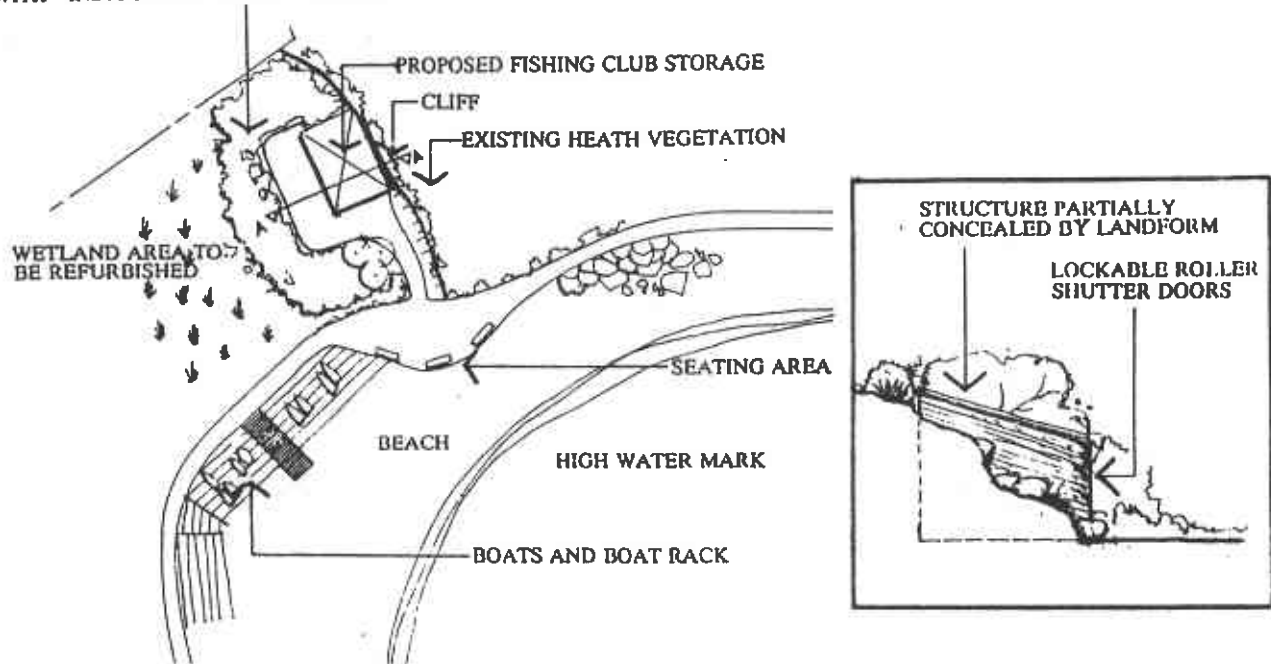 PROPOSED FISHING CLUB STORAGE
CLIFF
EXISTING HEATH VEGETATION
A
A
WETLAND AREA TO
BE REFURBISHED
SEATING AREA
BEACH
HIGH WATER MARK
BOATS AND BOAT RACK
STRUCTURE PARTIALLY
CONCEALED BY LANDFORM
LOCKABLE ROLLER
SHUTTER DOORS